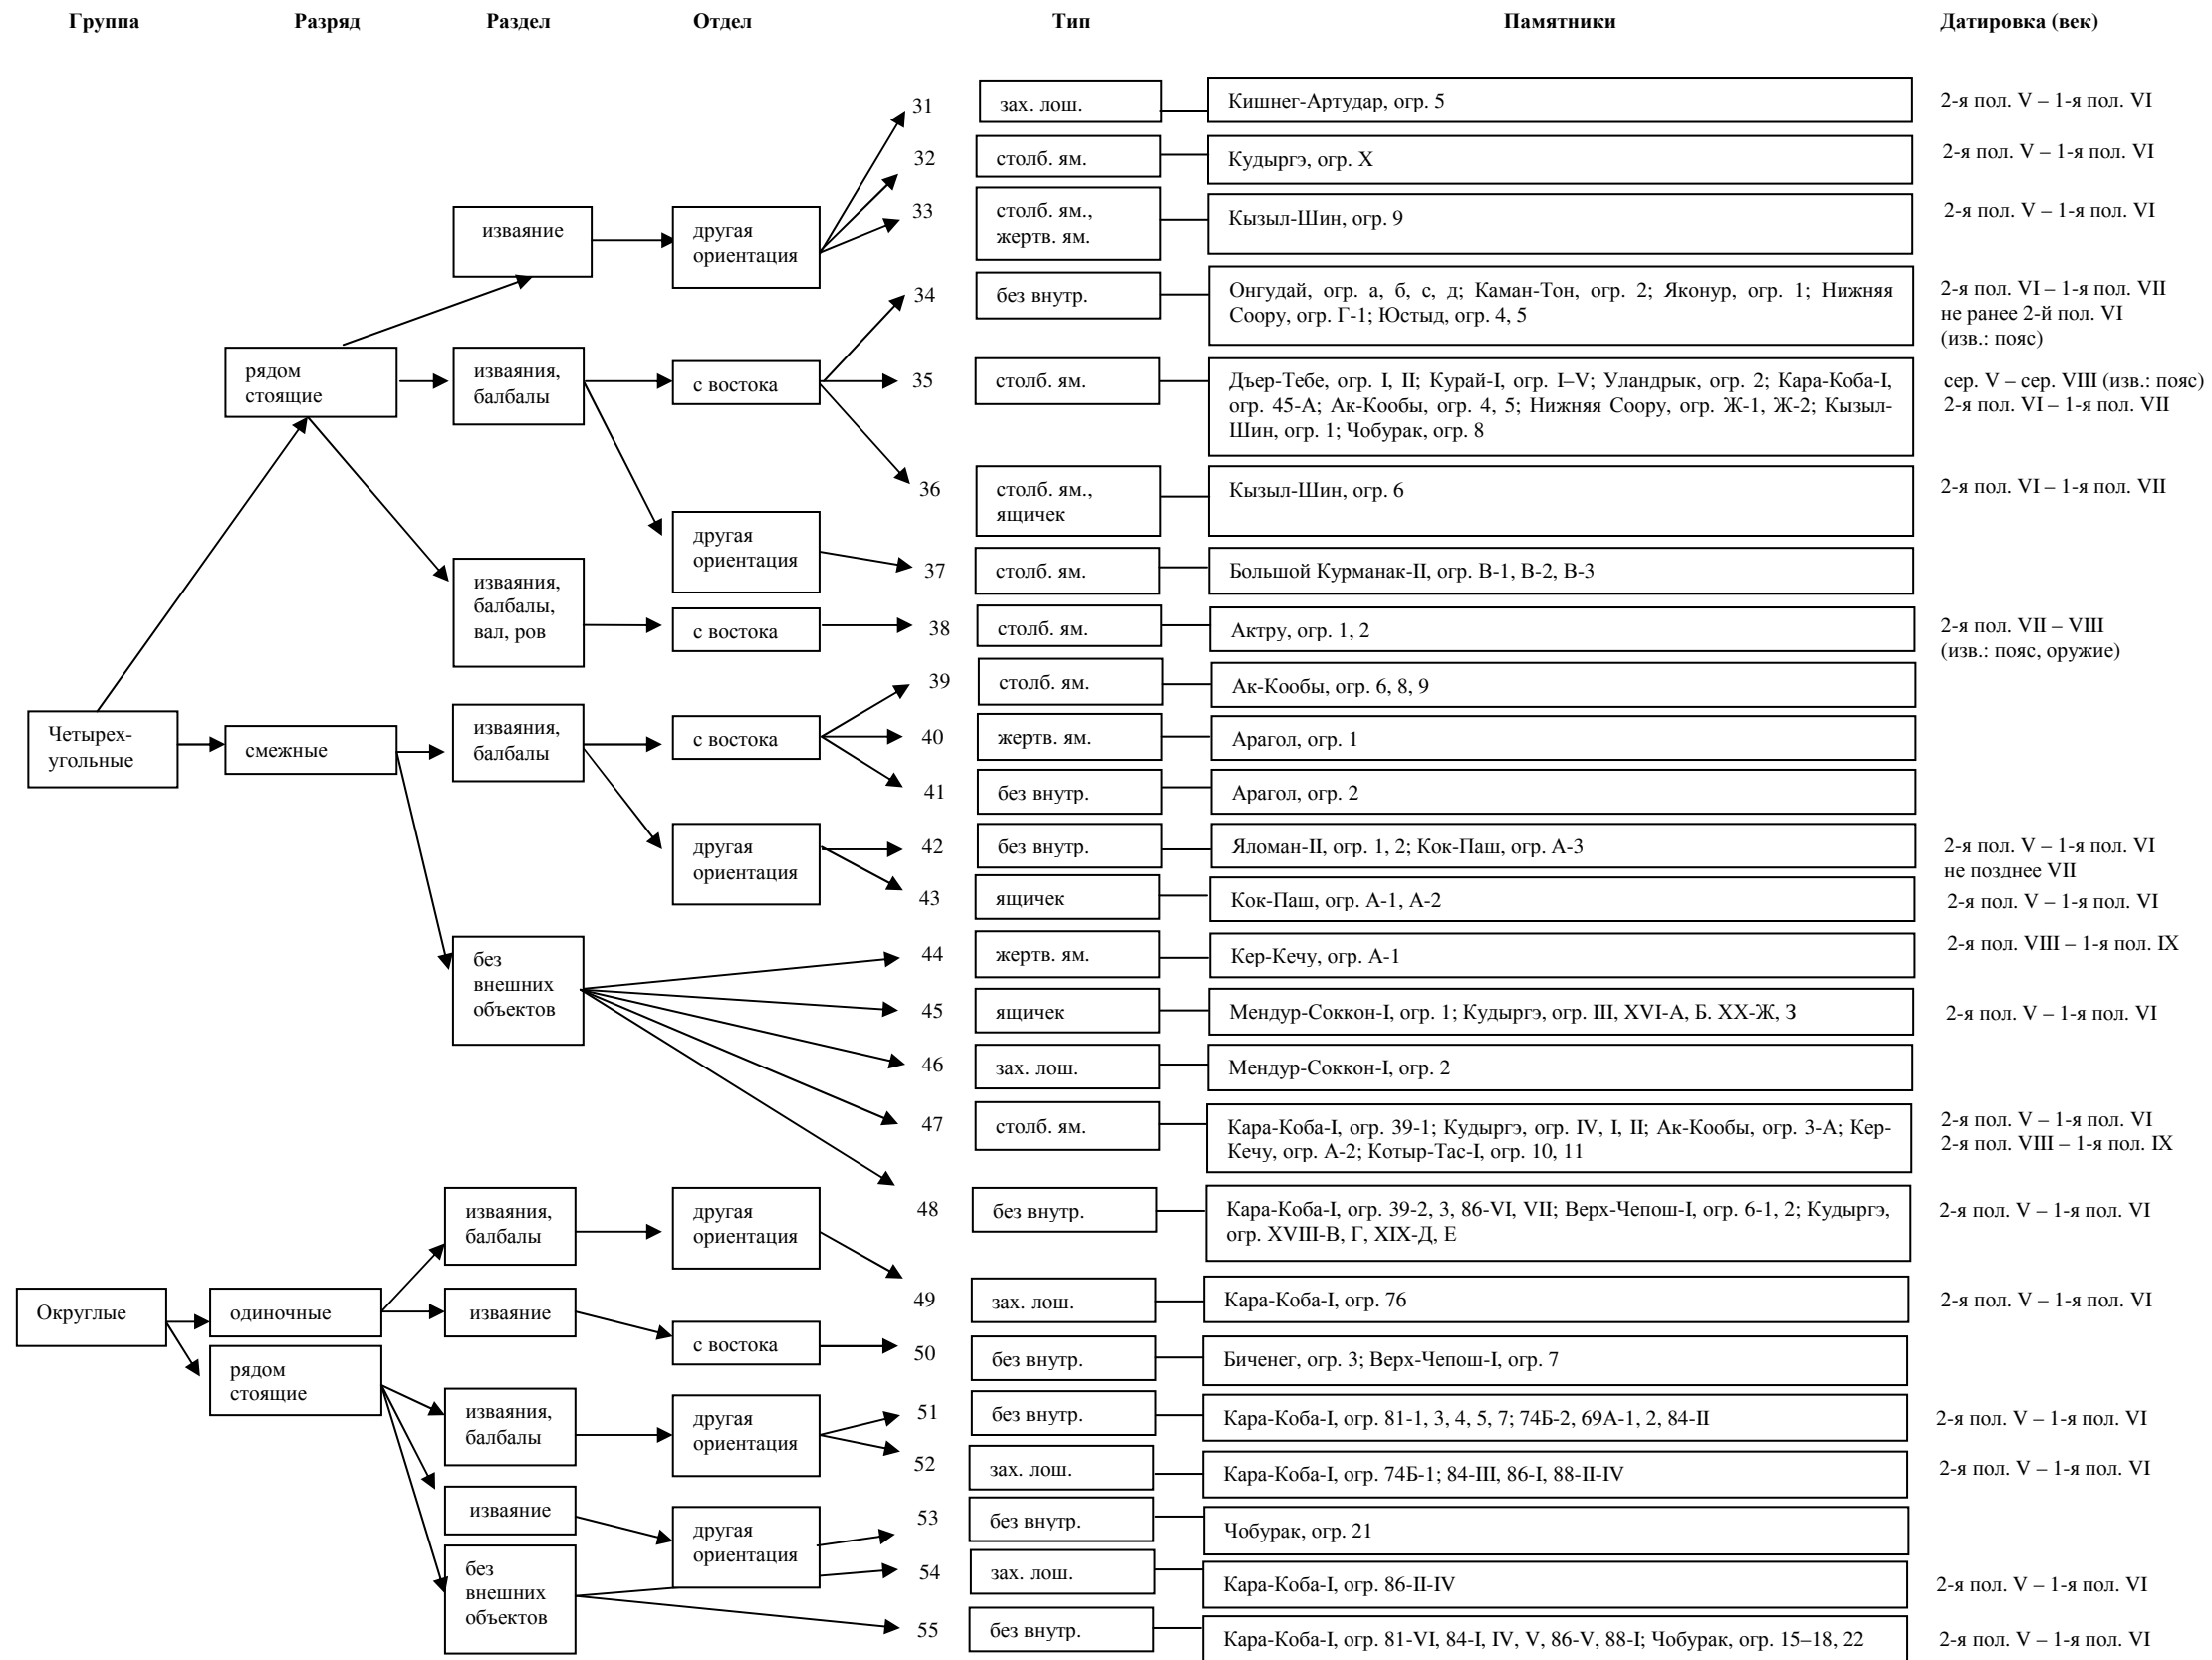 Группа Разряд Раздел Отдел Тип Памятники Датировка (век)
31 зах. лош. Кишнег-Артудар, огр. 5 2-я пол. V – 1-я пол. VI
32 столб. ям. Кудыргэ, огр. X 2-я пол. V – 1-я пол. VI
изваяние
другая
ориентация
33 столб. ям.,
жертв. ям.
Кызыл-Шин, огр. 9 2-я пол. V – 1-я пол. VI
34 без внутр. Онгудай, огр. а, б, с, д; Каман-Тон, огр. 2; Яконур, огр. 1; Нижняя
Соору, огр. Г-1; Юстыд, огр. 4, 5
2-я пол. VI – 1-я пол. VII
не ранее 2-й пол. VI
(изв.: пояс)
рядом
стоящие
изваяния,
балбалы
с востока
35 столб. ям. Дъер-Тебе, огр. I, II; Курай-I, огр. I–V; Уландрык, огр. 2; Кара-Коба-I,
огр. 45-А; Ак-Кообы, огр. 4, 5; Нижняя Соору, огр. Ж-1, Ж-2; Кызыл-
Шин, огр. 1; Чобурак, огр. 8
сер. V – сер. VIII (изв.: пояс)
2-я пол. VI – 1-я пол. VII
36 столб. ям.,
ящичек
Кызыл-Шин, огр. 6 2-я пол. VI – 1-я пол. VII
другая
ориентация
37 столб. ям. Большой Курманак-II, огр. В-1, В-2, В-3
изваяния,
балбалы,
вал, ров
с востока
38 столб. ям. Актру, огр. 1, 2 2-я пол. VII – VIII
(изв.: пояс, оружие)
39 столб. ям. Ак-Кообы, огр. 6, 8, 9
Четырех-
угольные
смежные
изваяния,
балбалы
с востока
40 жертв. ям. Арагол, огр. 1
41 без внутр. Арагол, огр. 2
другая
ориентация
42 без внутр. Яломан-II, огр. 1, 2; Кок-Паш, огр. А-3 2-я пол. V – 1-я пол. VI
не позднее VII
43 ящичек Кок-Паш, огр. А-1, А-2 2-я пол. V – 1-я пол. VI
без
внешних
объектов
44 жертв. ям. Кер-Кечу, огр. А-1 2-я пол. VIII – 1-я пол. IX
45 ящичек Мендур-Соккон-I, огр. 1; Кудыргэ, огр. III, XVI-А, Б. XX-Ж, З 2-я пол. V – 1-я пол. VI
46 зах. лош. Мендур-Соккон-I, огр. 2
47 столб. ям. Кара-Коба-I, огр. 39-1; Кудыргэ, огр. IV, I, II; Ак-Кообы, огр. 3-А; Кер-
Кечу, огр. А-2; Котыр-Тас-I, огр. 10, 11
2-я пол. V – 1-я пол. VI
2-я пол. VIII – 1-я пол. IX
изваяния,
балбалы
другая
ориентация
48 без внутр. Кара-Коба-I, огр. 39-2, 3, 86-VI, VII; Верх-Чепош-I, огр. 6-1, 2; Кудыргэ,
огр. XVIII-В, Г, XIX-Д, Е
2-я пол. V – 1-я пол. VI
Округлые одиночные изваяние
49 зах. лош. Кара-Коба-I, огр. 76 2-я пол. V – 1-я пол. VI
с востока
50 без внутр. Биченег, огр. 3; Верх-Чепош-I, огр. 7
рядом
стоящие
изваяния,
балбалы
другая
ориентация
51 без внутр. Кара-Коба-I, огр. 81-1, 3, 4, 5, 7; 74Б-2, 69А-1, 2, 84-II 2-я пол. V – 1-я пол. VI
52 зах. лош. Кара-Коба-I, огр. 74Б-1; 84-III, 86-I, 88-II-IV 2-я пол. V – 1-я пол. VI
изваяние
другая
ориентация
53 без внутр. Чобурак, огр. 21
без
внешних
объектов
54 зах. лош. Кара-Коба-I, огр. 86-II-IV 2-я пол. V – 1-я пол. VI
55 без внутр. Кара-Коба-I, огр. 81-VI, 84-I, IV, V, 86-V, 88-I; Чобурак, огр. 15–18, 22 2-я пол. V – 1-я пол. VI